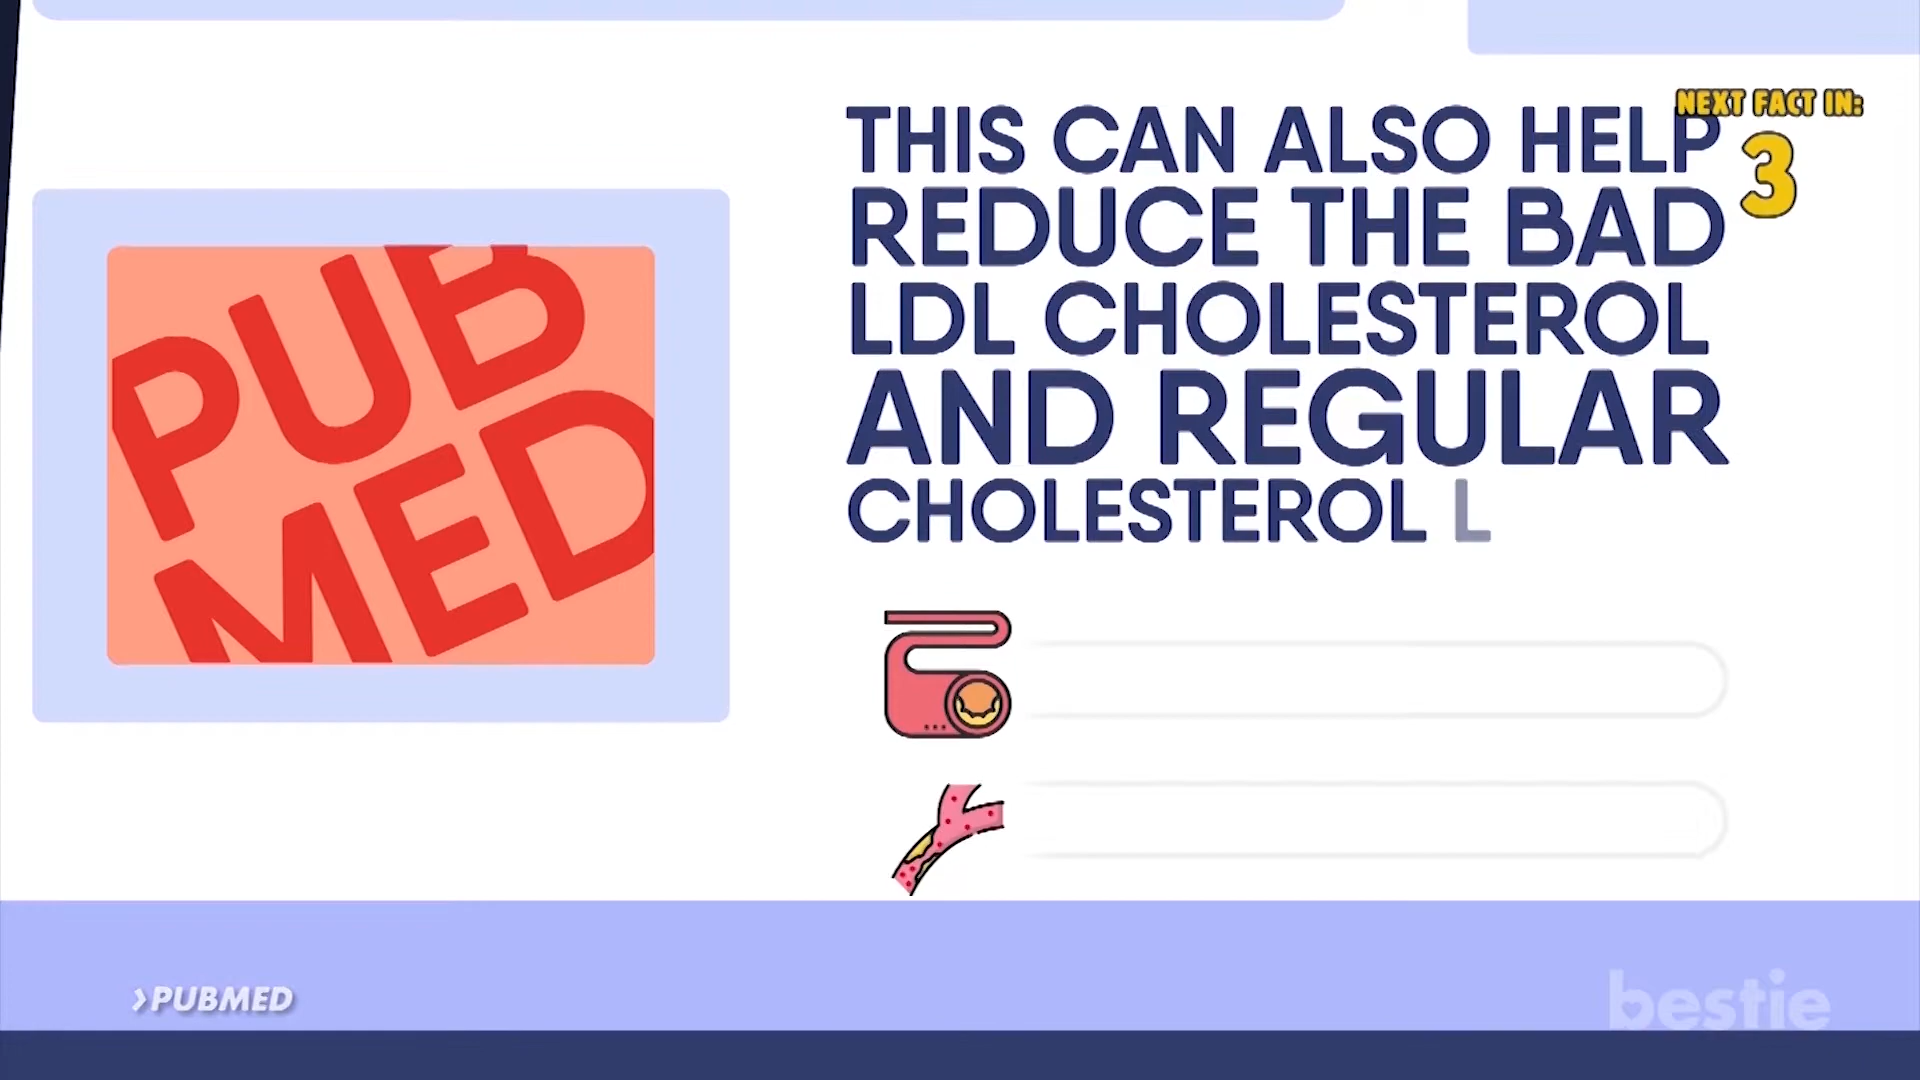 NEXT FACT IN:
3
THIS CAN ALSO HELP
REDUCE THE BAD
LDL CHOLESTEROL
AND REGULAR
CHOLESTEROL L
PUB
MED
>PUBMED
bestie